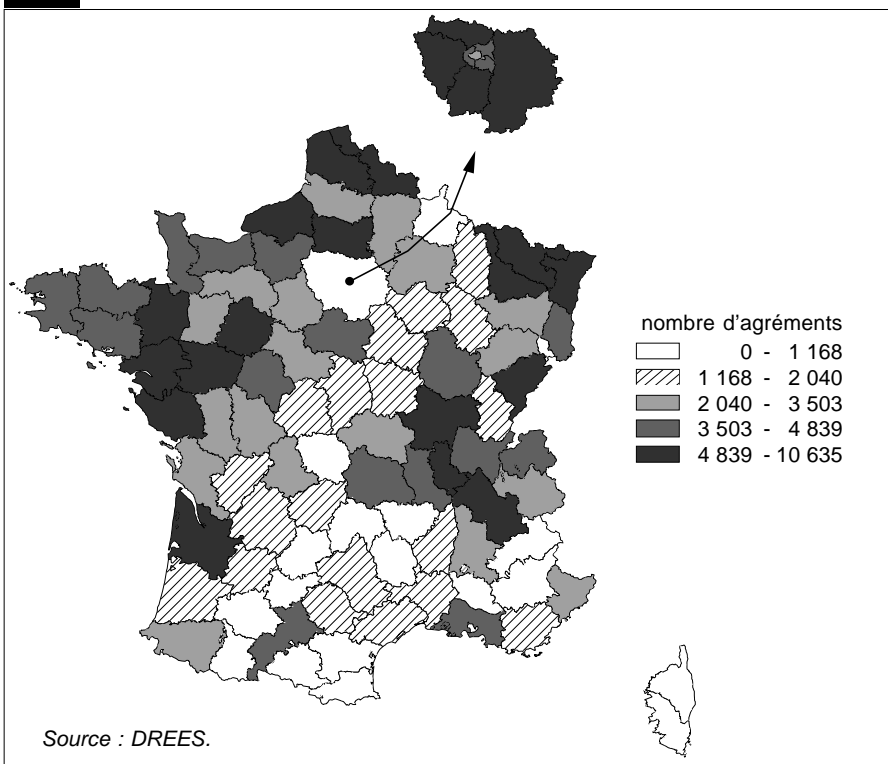 nombre d'agréments
0 - 1 168
1 168 - 2 040
2 040 - 3 503
3 503 - 4 839
4 839 - 10 635
Source : DREES.